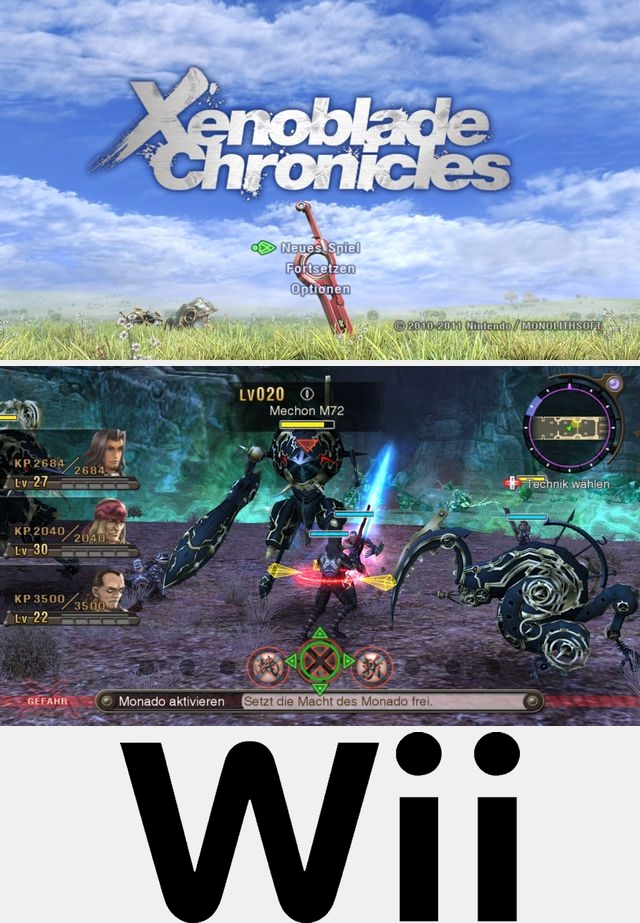 Xenoblade
Chronicles
Neues Spiel
Fortsetzen
Optionen
© 2010-2011 Nintendo / MONOLITHSOFT
LV020
Mechon M72
KP 2684 / 2684
Lv 27
Technik wählen
KP 2040 / 2040
Lv 30
KP 3500 / 3500
Lv 22
機
斬
GEFAHR
Monado aktivieren
Setzt die Macht des Monado frei.
Wii